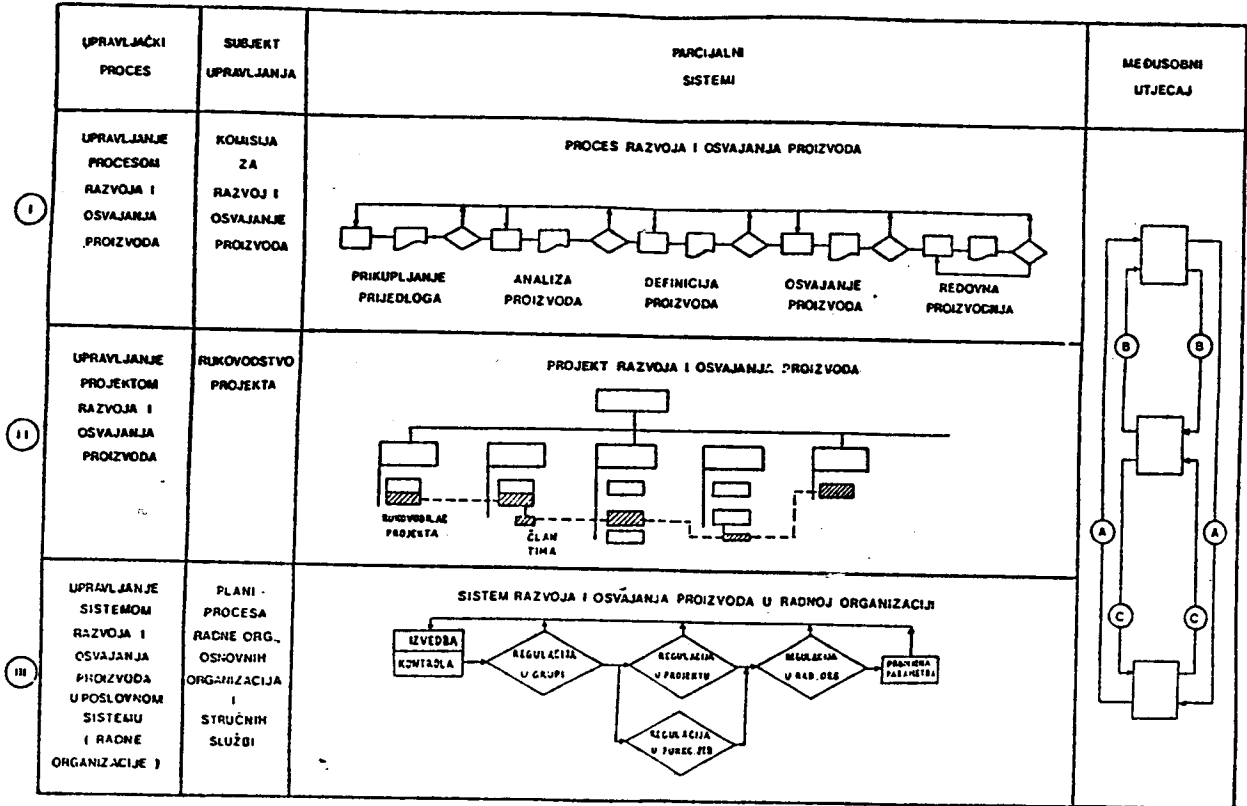 UPRAVLJAČKI
PROCES
SUBJEKT
UPRAVLJANJA
PARCIJALNI
SISTEMI
MEĐUSOBNI
UTJECAJ
I
UPRAVLJANJE
PROCESOM
RAZVOJA I
OSVAJANJA
PROIZVODA
KOMISIJA
ZA
RAZVOJ I
OSVAJANJE
PROIZVODA
PROCES RAZVOJA I OSVAJANJA PROIZVODA
PRIKUPLJANJE
PRIJEDLOGA
ANALIZA
PROIZVODA
DEFINICIJA
PROIZVODA
OSVAJANJE
PROIZVODA
REDOVNA
PROIZVODNJA
II
UPRAVLJANJE
PROJEKTOM
RAZVOJA I
OSVAJANJA
PROIZVODA
RUKOVODSTVO
PROJEKTA
PROJEKT RAZVOJA I OSVAJANJA PROIZVODA
RUKOVODILAC
PROJEKTA
ČLAN
TIMA
III
UPRAVLJANJE
SISTEMOM
RAZVOJA I
OSVAJANJA
PROIZVODA
U POSLOVNOM
SISTEMU
( RADNE
ORGANIZACIJE )
PLANI -
PROCESA
RADNE ORG.,
OSNOVNIH
ORGANIZACIJA
I
STRUČNIH
SLUŽBI
SISTEM RAZVOJA I OSVAJANJA PROIZVODA U RADNOJ ORGANIZACIJI
IZVEDBA
KONTROLA
REGULACIJA
U GRUPI
REGULACIJA
U PROJEKTU
REGULACIJA
U RAD. ORG
PROMJENA
PARAMETRA
REGULACIJA
U
B
B
A
A
C
C